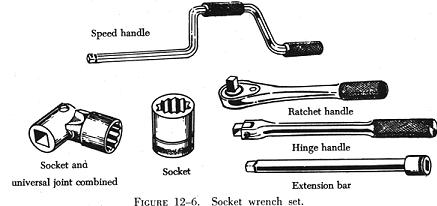 Speed handle
Ratchet handle
Hinge handle
Socket and
universal joint combined
Socket
Extension bar
FIGURE 12–6. Socket wrench set.